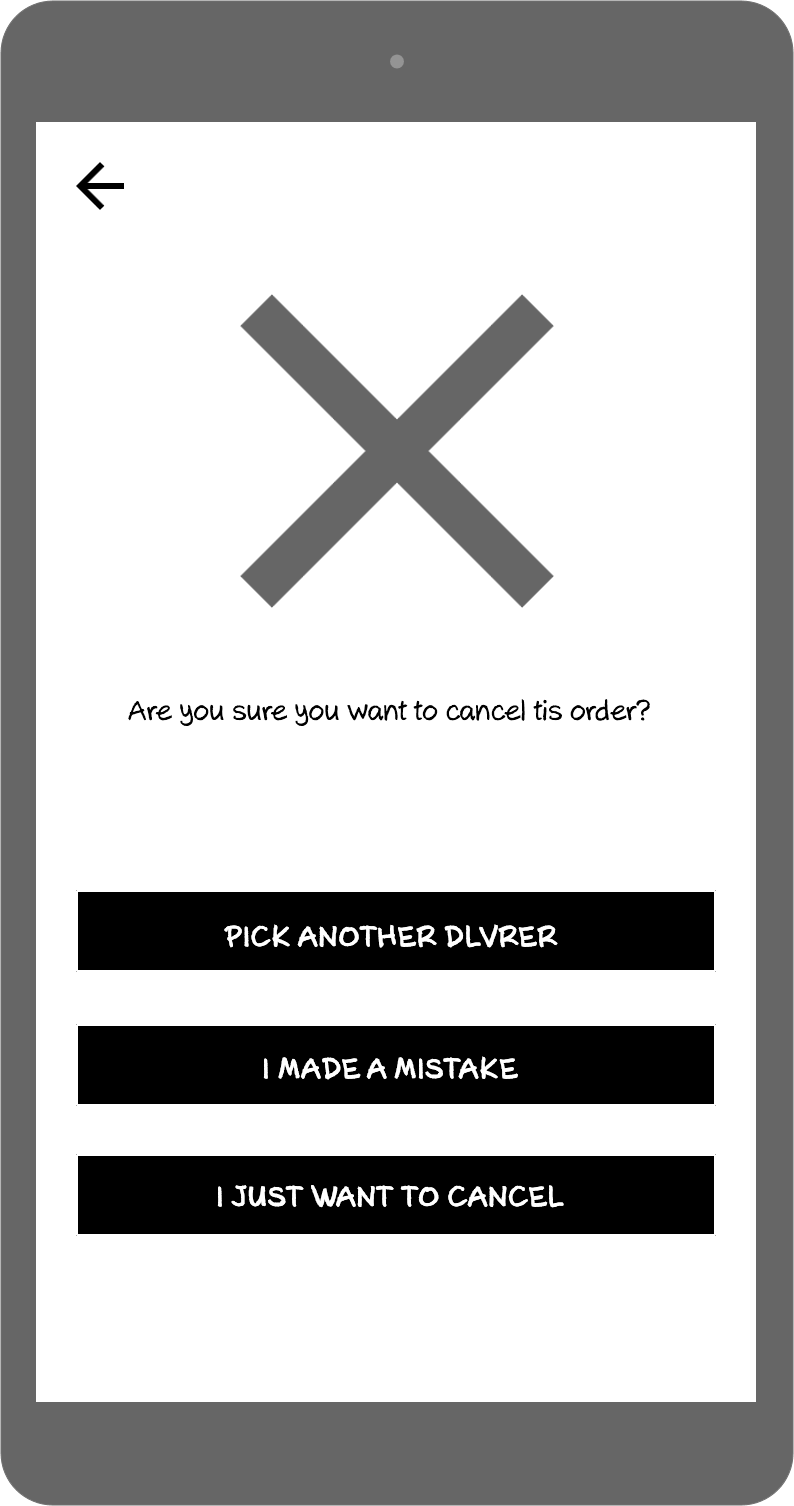 Are you sure you want to cancel tis order?
PICK ANOTHER DLVRER
I MADE A MISTAKE
I JUST WANT TO CANCEL